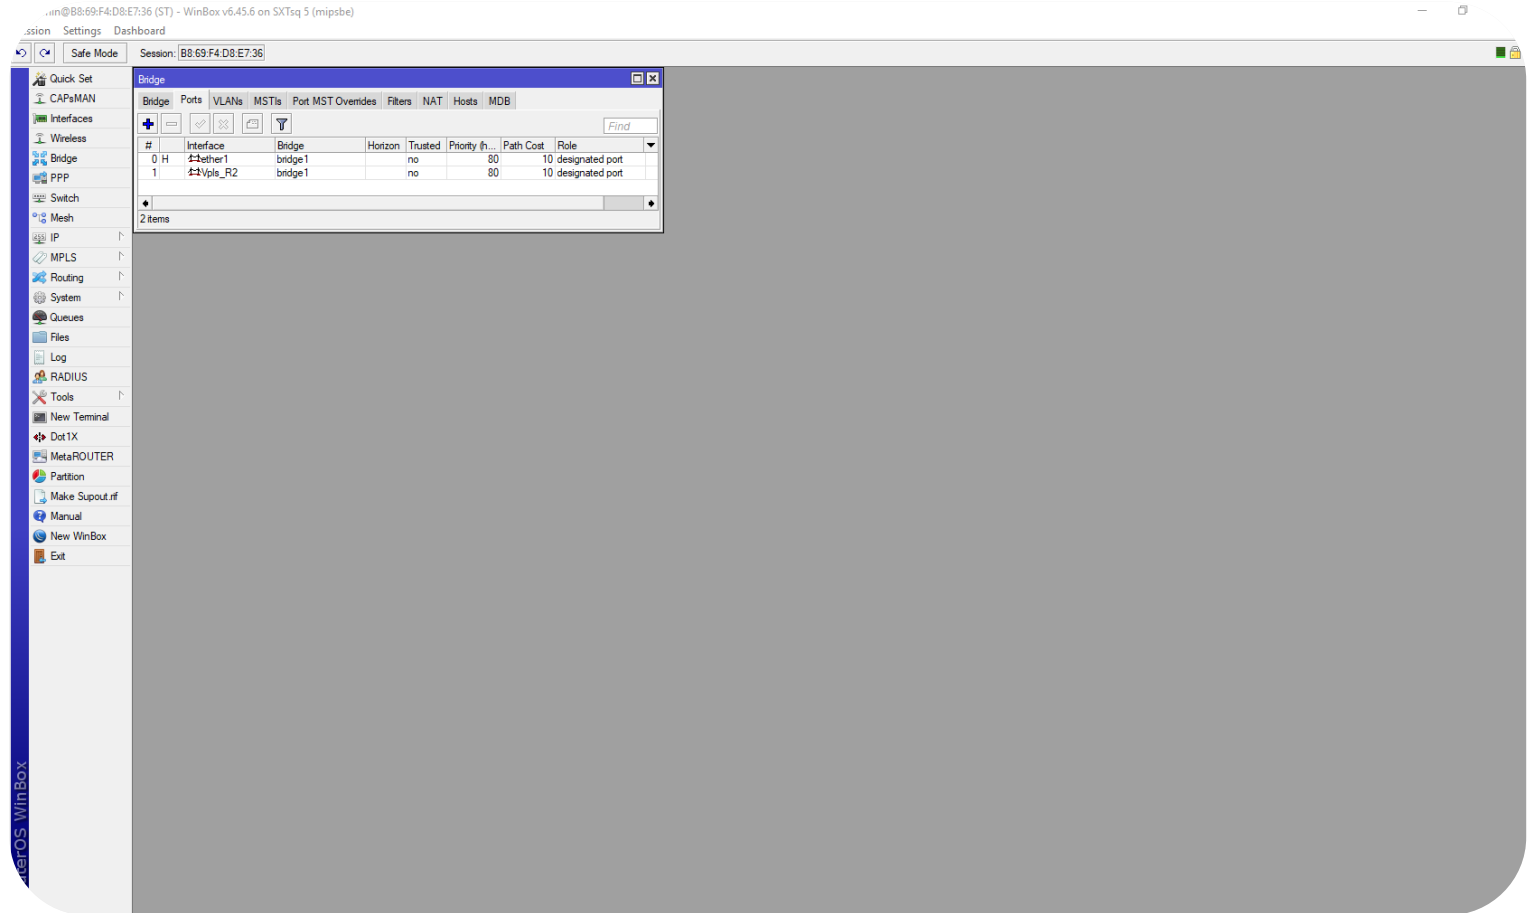 in@B8:69:F4:D8:E7:36 (ST) - WinBox v6.45.6 on SXTsq 5 (mipsbe)
ssion Settings Dashboard
Safe Mode Session: B8:69:F4:D8:E7:36
Quick Set
CAPsMAN
Interfaces
Wireless
Bridge
PPP
Switch
Mesh
IP
MPLS
Routing
System
Queues
Files
Log
RADIUS
Tools
New Terminal
Dot1X
MetaROUTER
Partition
Make Supout.rif
Manual
New WinBox
Exit
terOS WinBox
Bridge
Bridge Ports VLANs MSTIs Port MST Overrides Filters NAT Hosts MDB
Find
# Interface Bridge Horizon Trusted Priority (h... Path Cost Role
0 H ether1 bridge1 no 80 10 designated port
1 Vpls_R2 bridge1 no 80 10 designated port
2 items